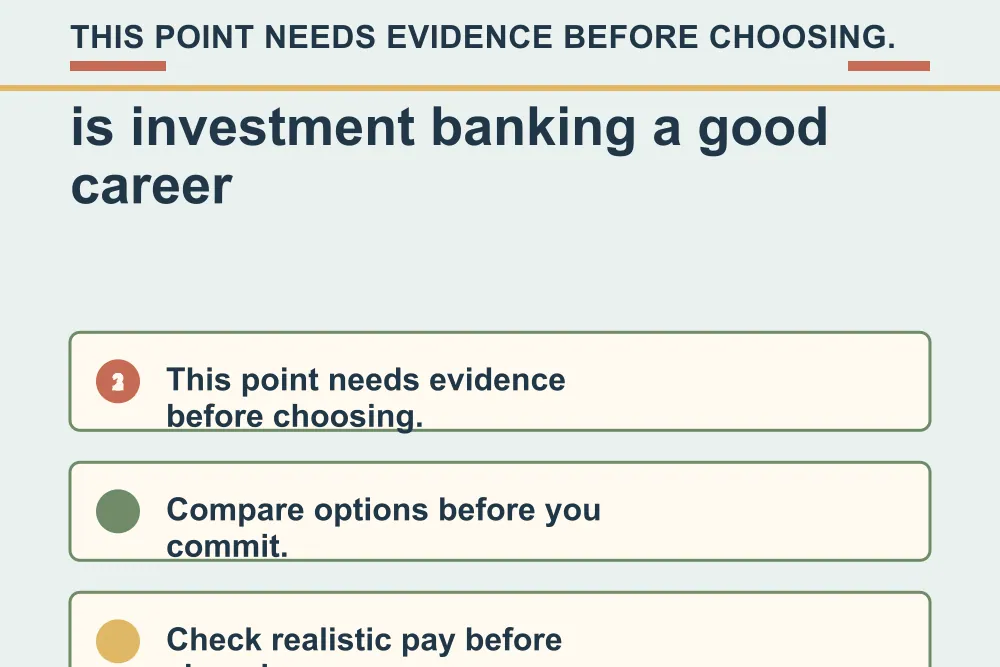 THIS POINT NEEDS EVIDENCE BEFORE CHOOSING.
is investment banking a good
career
This point needs evidence
before choosing.
Compare options before you
commit.
Check realistic pay before